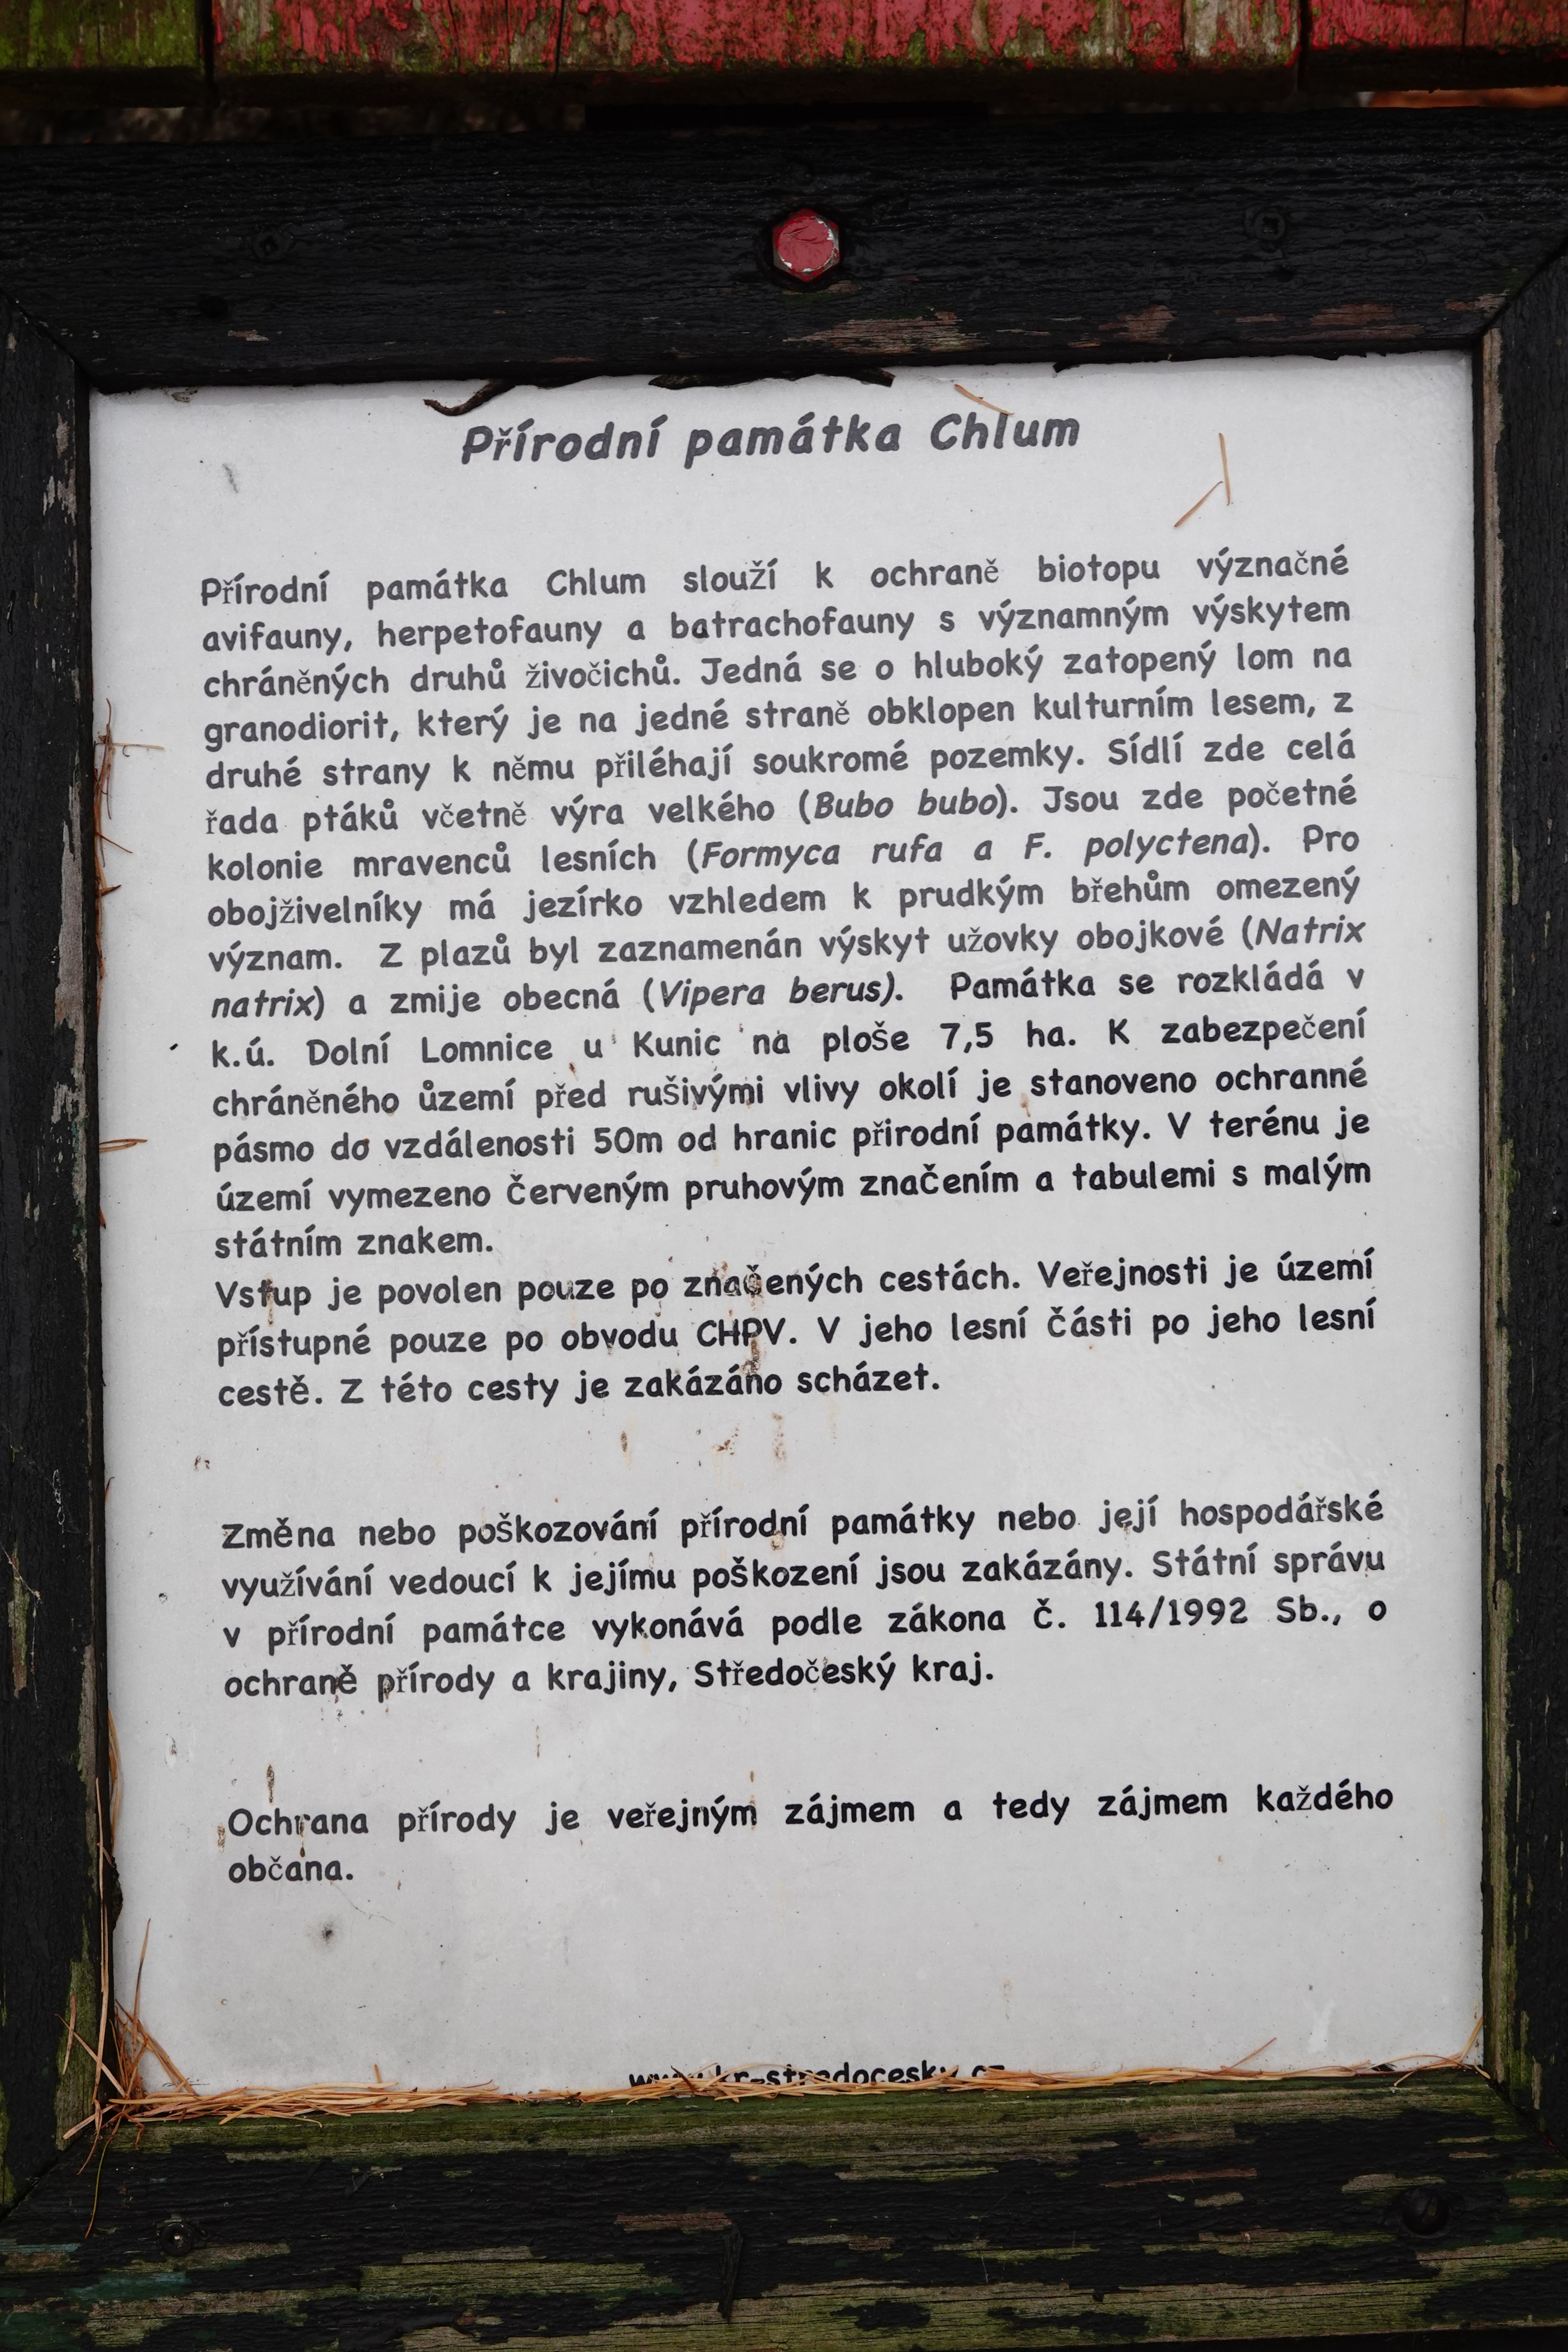 Přírodní památka Chlum
Přírodní památka Chlum slouží k ochraně biotopu význačné
avifauny, herpetofauny a batrachofauny s významným výskytem
chráněných druhů živočichů. Jedná se o hluboký zatopený lom na
granodiorit, který je na jedné straně obklopen kulturním lesem, z
druhé strany k němu přiléhají soukromé pozemky. Sídlí zde celá
řada ptáků včetně výra velkého (Bubo bubo). Jsou zde početné
kolonie mravenců lesních (Formyca rufa a F. polyctena). Pro
obojživelníky má jezírko vzhledem k prudkým břehům omezený
význam. Z plazů byl zaznamenán výskyt užovky obojkové (Natrix
natrix) a zmije obecná (Vipera berus). Památka se rozkládá v
k.ú. Dolní Lomnice u Kunic na ploše 7,5 ha. K zabezpečení
chráněného ůzemí před rušivými vlivy okolí je stanoveno ochranné
pásmo do vzdálenosti 50m od hranic přirodní památky. V terénu je
území vymezeno červeným pruhovým značením a tabulemi s malým
státním znakem.
Vstup je povolen pouze po značených cestách. Veřejnosti je území
přístupné pouze po obvodu CHPV. V jeho lesní části po jeho lesní
cestě. Z této cesty je zakázáno scházet.
Změna nebo poškozování přírodní památky nebo její hospodářské
využívání vedoucí k jejímu poškození jsou zakázány. Státní správu
v přírodní památce vykonává podle zákona č. 114/1992 Sb., o
ochraně přírody a krajiny, Středočeský kraj.
Ochrana přírody je veřejným zájmem a tedy zájmem každého
občana.
www.kr-stredocesky.cz